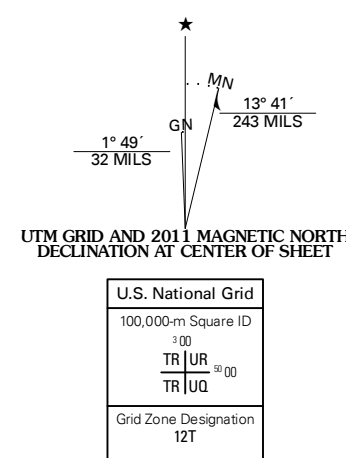 ★
MN
GN
13° 41´
243 MILS
1° 49´
32 MILS
UTM GRID AND 2011 MAGNETIC NORTH
DECLINATION AT CENTER OF SHEET
U.S. National Grid
100,000-m Square ID
3 00
TR UR
50 00
TR UQ
Grid Zone Designation
12T